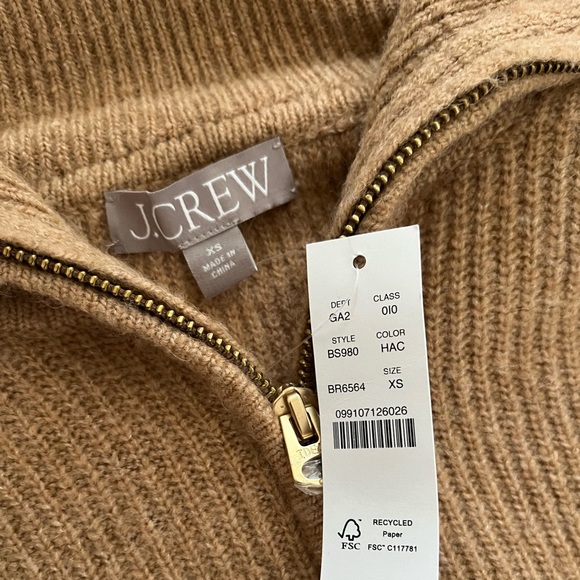 J.CREW
XS
MADE IN
CHINA
DEPT CLASS
GA2 010
STYLE COLOR
BS980 HAC
SIZE
BR6564 XS
099107126026
FSC
RECYCLED
Paper
FSC™ C117781